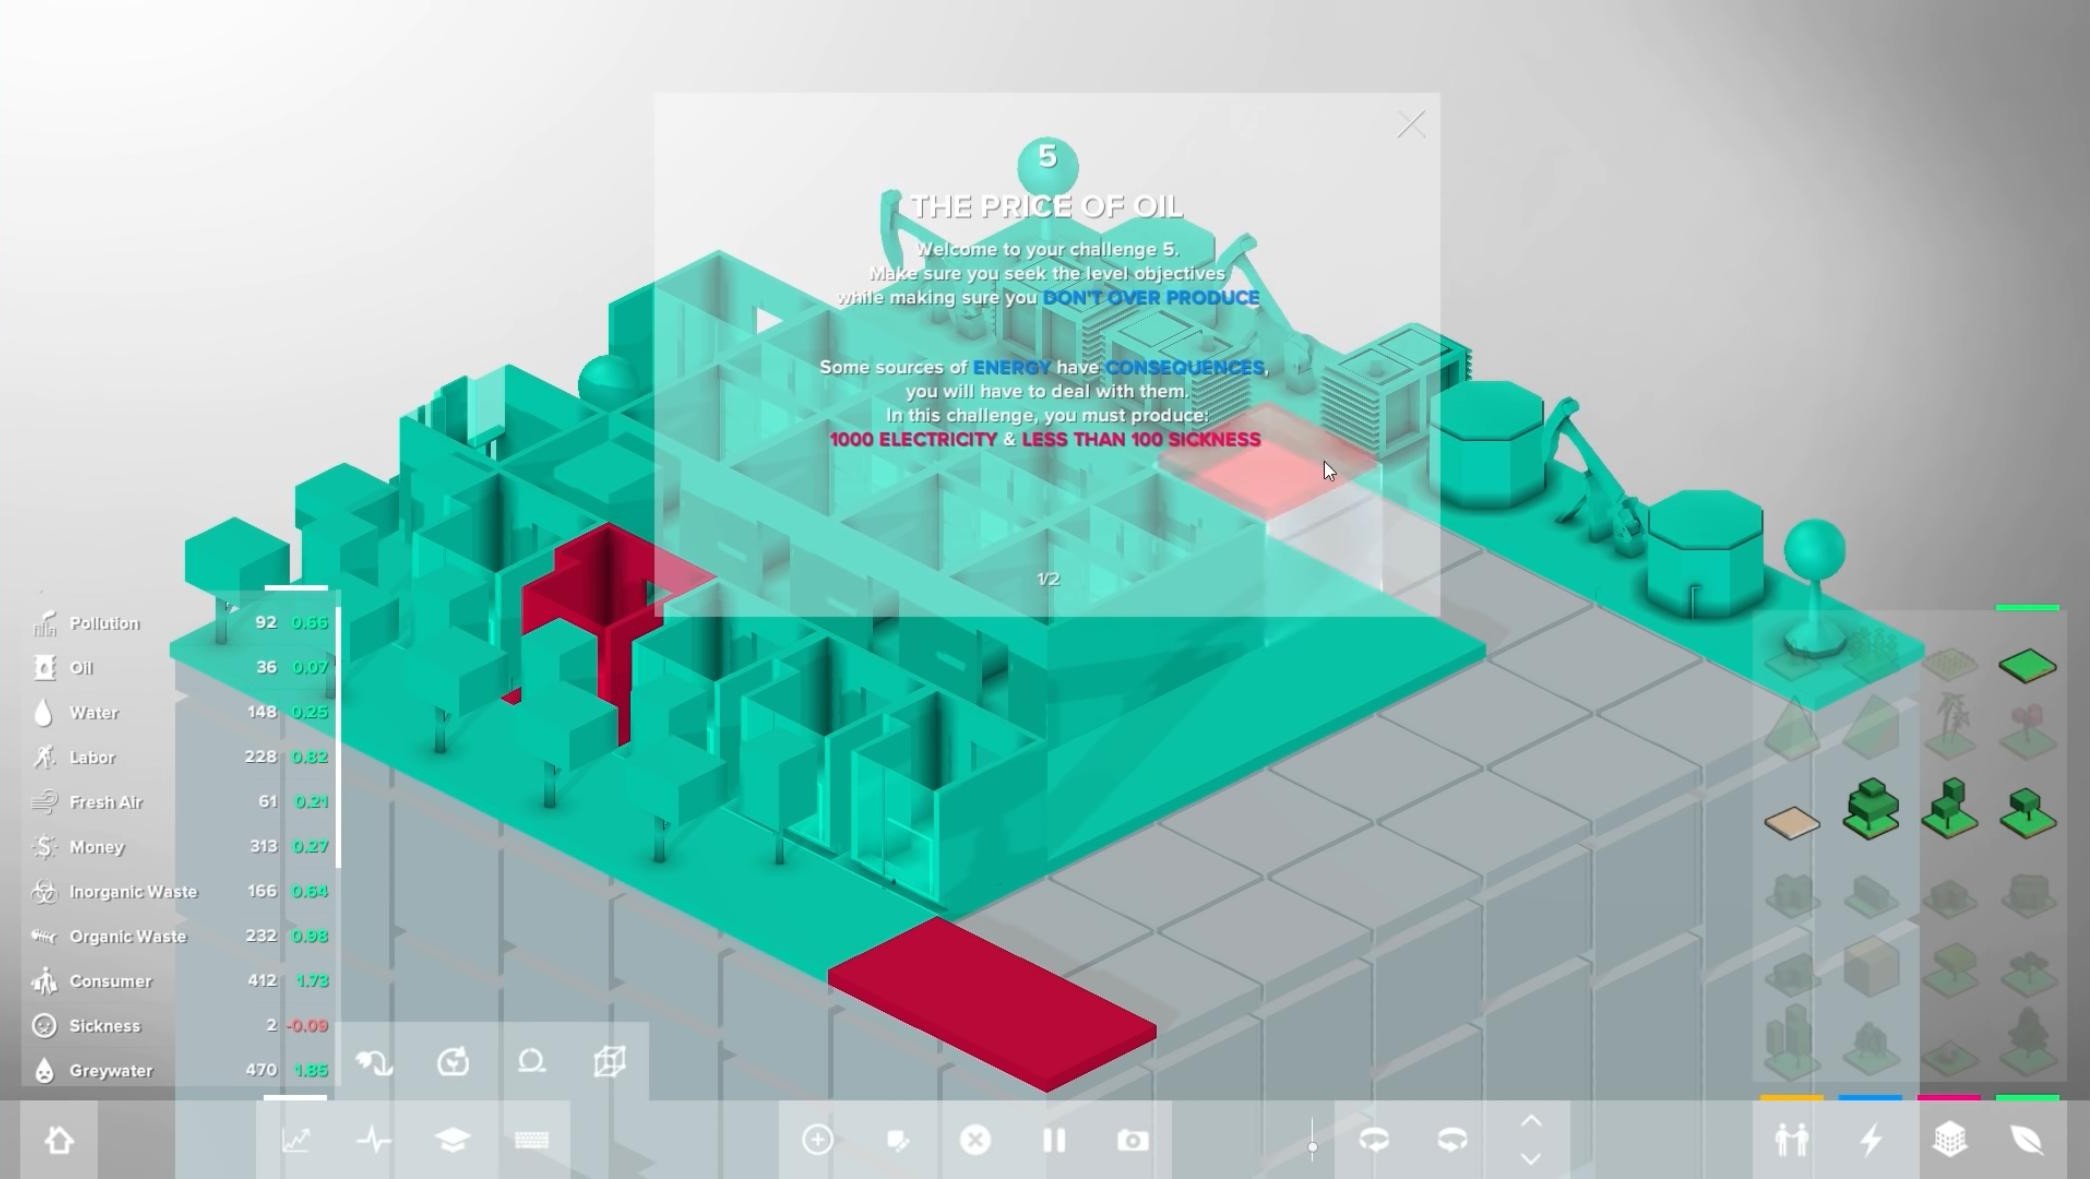 5
THE PRICE OF OIL
Welcome to your challenge 5.
Make sure you seek the level objectives
while making sure you DON'T OVER PRODUCE
Some sources of ENERGY have CONSEQUENCES,
you will have to deal with them.
In this challenge, you must produce:
1000 ELECTRICITY & LESS THAN 100 SICKNESS
1/2
Pollution 92 0.66
Oil 36 0.07
Water 148 0.25
Labor 228 0.82
Fresh Air 61 0.21
Money 313 0.27
Inorganic Waste 166 0.64
Organic Waste 232 0.98
Consumer 412 1.73
Sickness 2 -0.09
Greywater 470 1.85